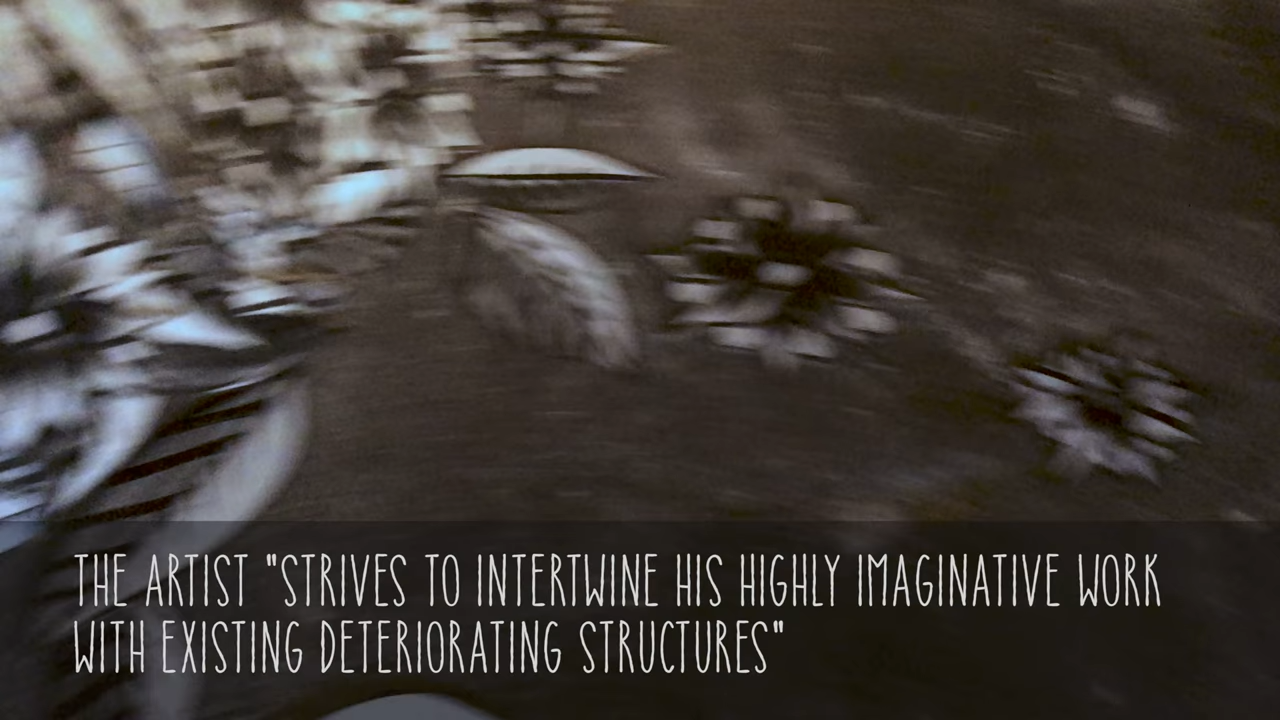 THE ARTIST "STRIVES TO INTERTWINE HIS HIGHLY IMAGINATIVE WORK
WITH EXISTING DETERIORATING STRUCTURES"